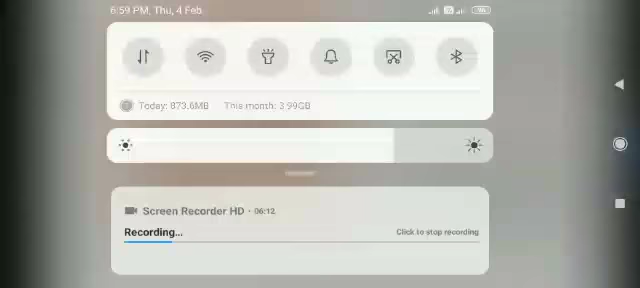 6:59 PM, Thu, 4 Feb
Today: 873.6MB This month: 3.99GB
Screen Recorder HD · 06:12
Recording...
Click to stop recording